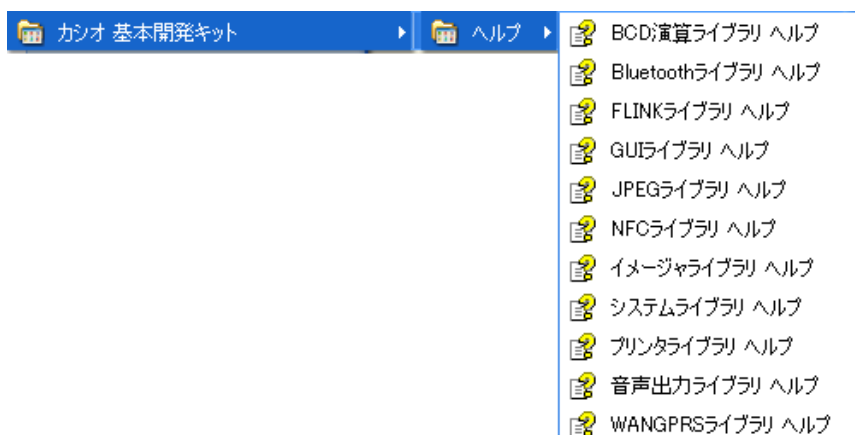 カシオ 基本開発キット
ヘルプ
BCD演算ライブラリ ヘルプ
Bluetoothライブラリ ヘルプ
FLINKライブラリ ヘルプ
GUIライブラリ ヘルプ
JPEGライブラリ ヘルプ
NFCライブラリ ヘルプ
イメージャライブラリ ヘルプ
システムライブラリ ヘルプ
プリンタライブラリ ヘルプ
音声出力ライブラリ ヘルプ
WANGPRSライブラリ ヘルプ